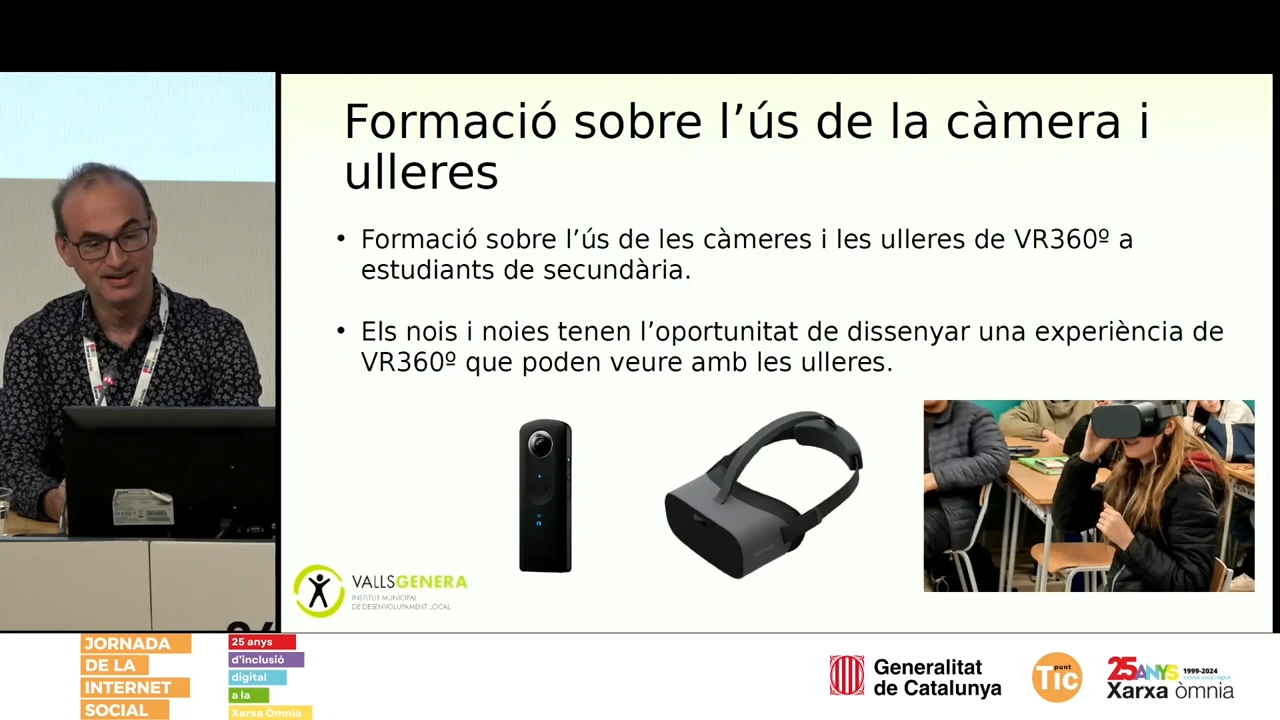 Formació sobre l’ús de la càmera i
ulleres
• Formació sobre l’ús de les càmeres i les ulleres de VR360º a
estudiants de secundària.
• Els nois i noies tenen l’oportunitat de dissenyar una experiència de
VR360º que poden veure amb les ulleres.
VALLSGENERA
INSTITUT MUNICIPAL
DE DESENVOLUPAMENT LOCAL
JORNADA
DE LA
INTERNET
SOCIAL
25 anys
d'inclusió
digital
a la
Xarxa Òmnia
Generalitat
de Catalunya
punt
Tic
25ANYS 1999-2024
Xarxa òmnia